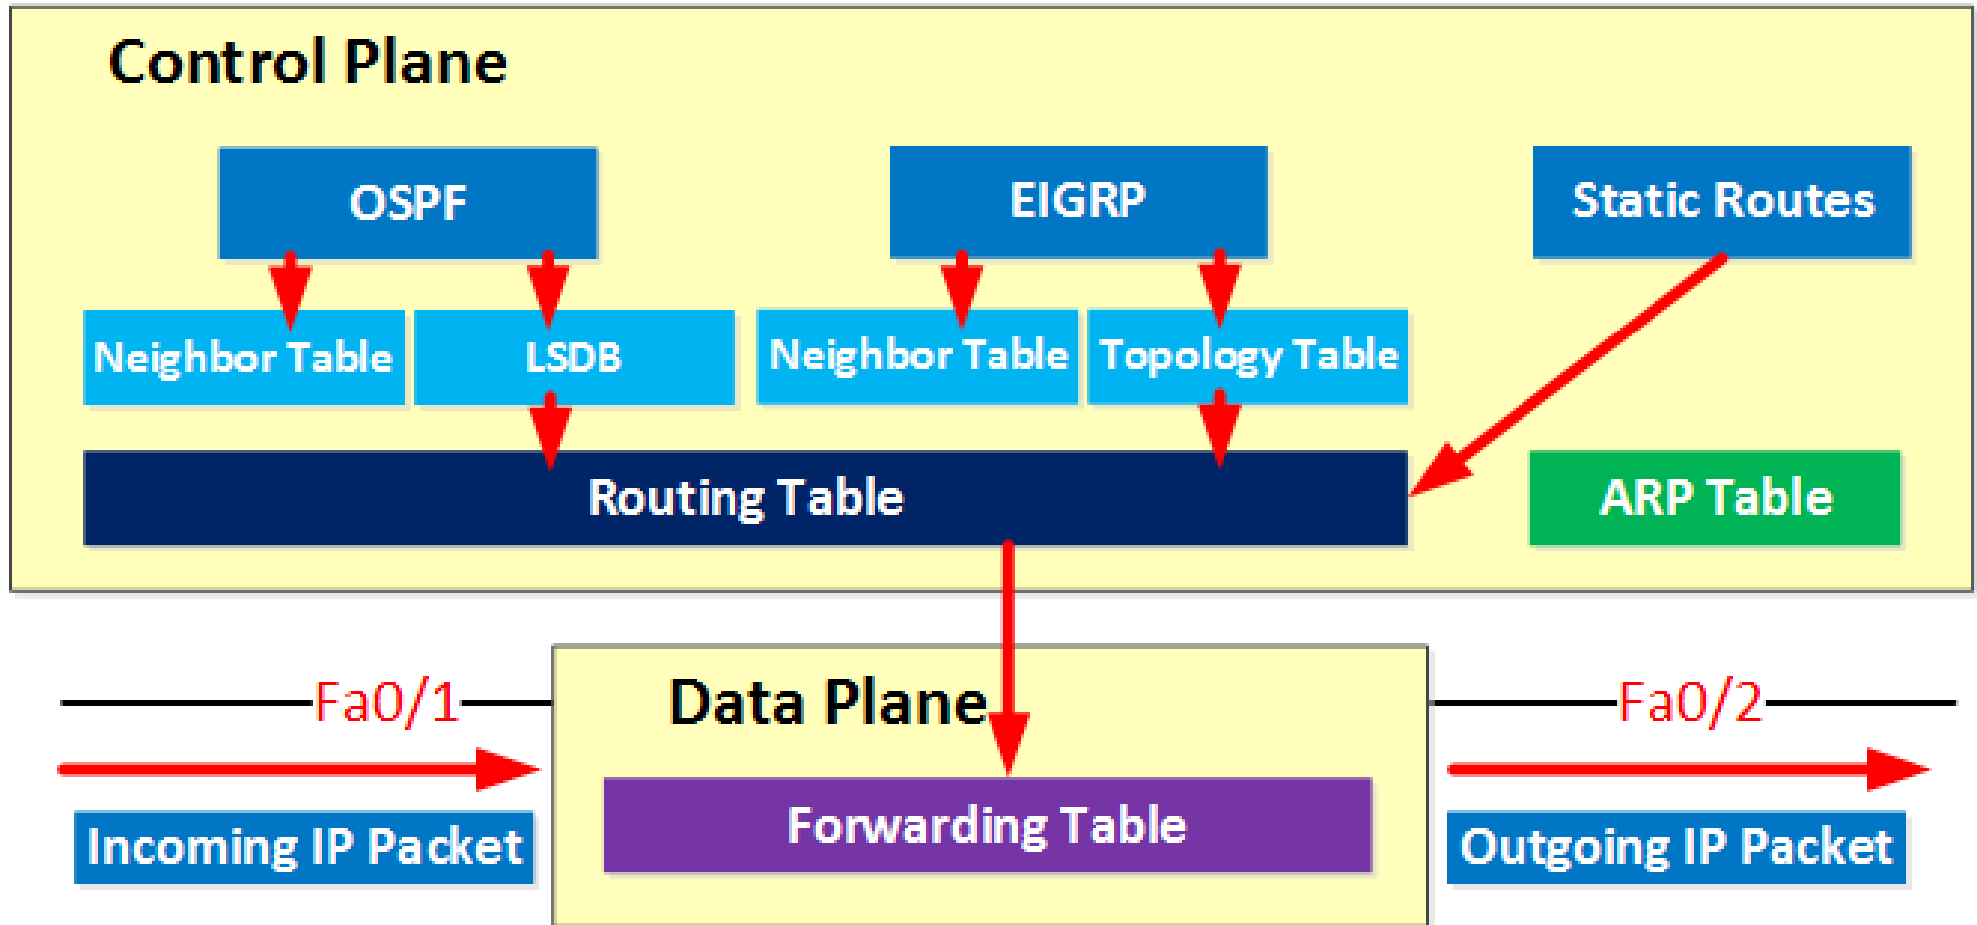 Control Plane
OSPF
EIGRP
Static Routes
Neighbor Table
LSDB
Neighbor Table
Topology Table
Routing Table
ARP Table
Fa0/1
Data Plane
Fa0/2
Incoming IP Packet
Forwarding Table
Outgoing IP Packet